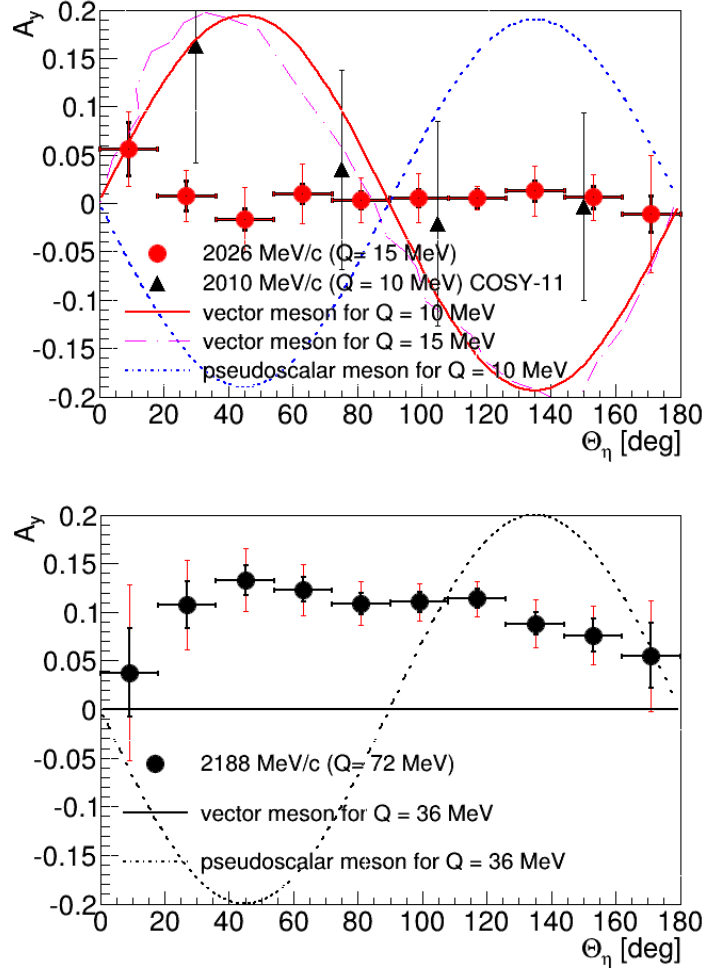 A_y
0.2
0.15
0.1
0.05
0
-0.05
-0.1
-0.15
-0.2
2026 MeV/c (Q= 15 MeV)
2010 MeV/c (Q = 10 MeV) COSY-11
vector meson for Q = 10 MeV
vector meson for Q = 15 MeV
pseudoscalar meson for Q = 10 MeV
0 20 40 60 80 100 120 140 160 180
Θ_η [deg]
A_y
0.2
0.15
0.1
0.05
0
-0.05
-0.1
-0.15
-0.2
2188 MeV/c (Q= 72 MeV)
vector meson for Q = 36 MeV
pseudoscalar meson for Q = 36 MeV
0 20 40 60 80 100 120 140 160 180
Θ_η [deg]